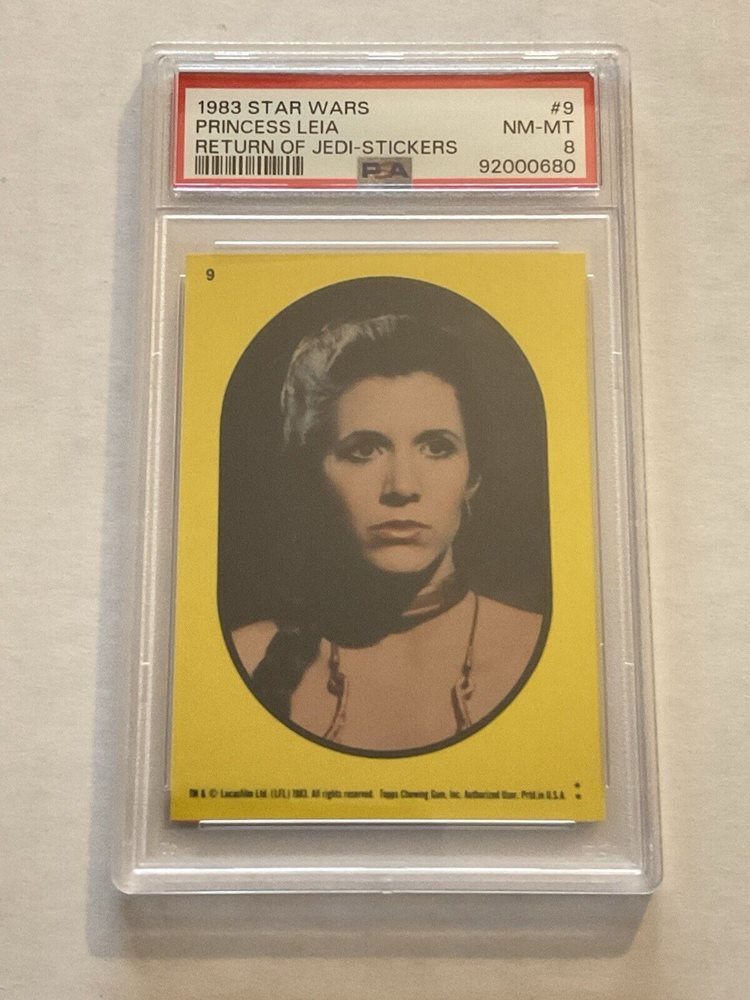 1983 STAR WARS #9
PRINCESS LEIA NM-MT
RETURN OF JEDI-STICKERS 8
PSA 92000680
9
TM & © Lucasfilm Ltd. (LFL) 1983. All rights reserved. Topps Chewing Gum, Inc. Authorized User. Prtd. in U.S.A.